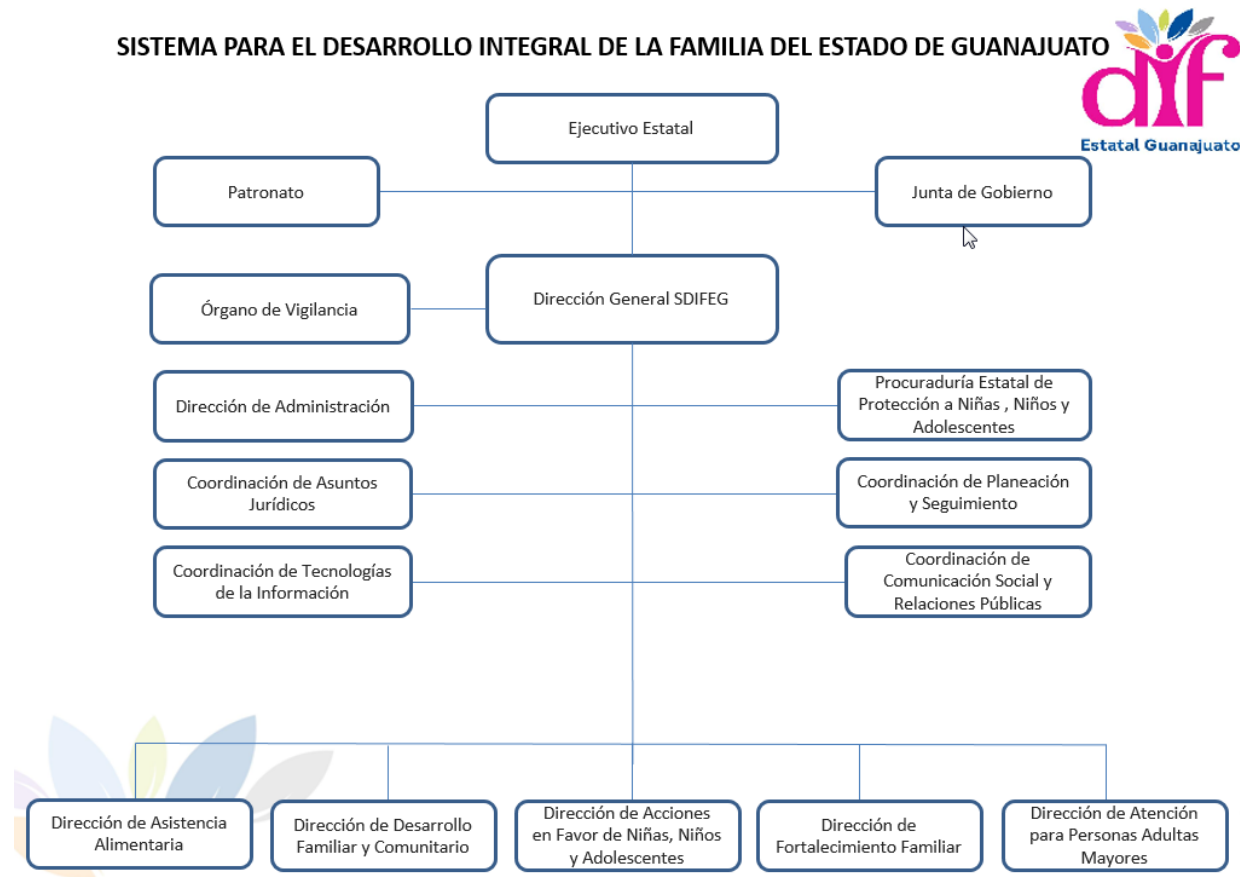 SISTEMA PARA EL DESARROLLO INTEGRAL DE LA FAMILIA DEL ESTADO DE GUANAJUATO
dif
Estatal Guanajuato
Ejecutivo Estatal
Patronato
Junta de Gobierno
Órgano de Vigilancia
Dirección General SDIFEG
Dirección de Administración
Procuraduría Estatal de
Protección a Niñas , Niños y
Adolescentes
Coordinación de Asuntos
Jurídicos
Coordinación de Planeación
y Seguimiento
Coordinación de Tecnologías
de la Información
Coordinación de
Comunicación Social y
Relaciones Públicas
Dirección de Asistencia
Alimentaria
Dirección de Desarrollo
Familiar y Comunitario
Dirección de Acciones
en Favor de Niñas, Niños
y Adolescentes
Dirección de
Fortalecimiento Familiar
Dirección de Atención
para Personas Adultas
Mayores